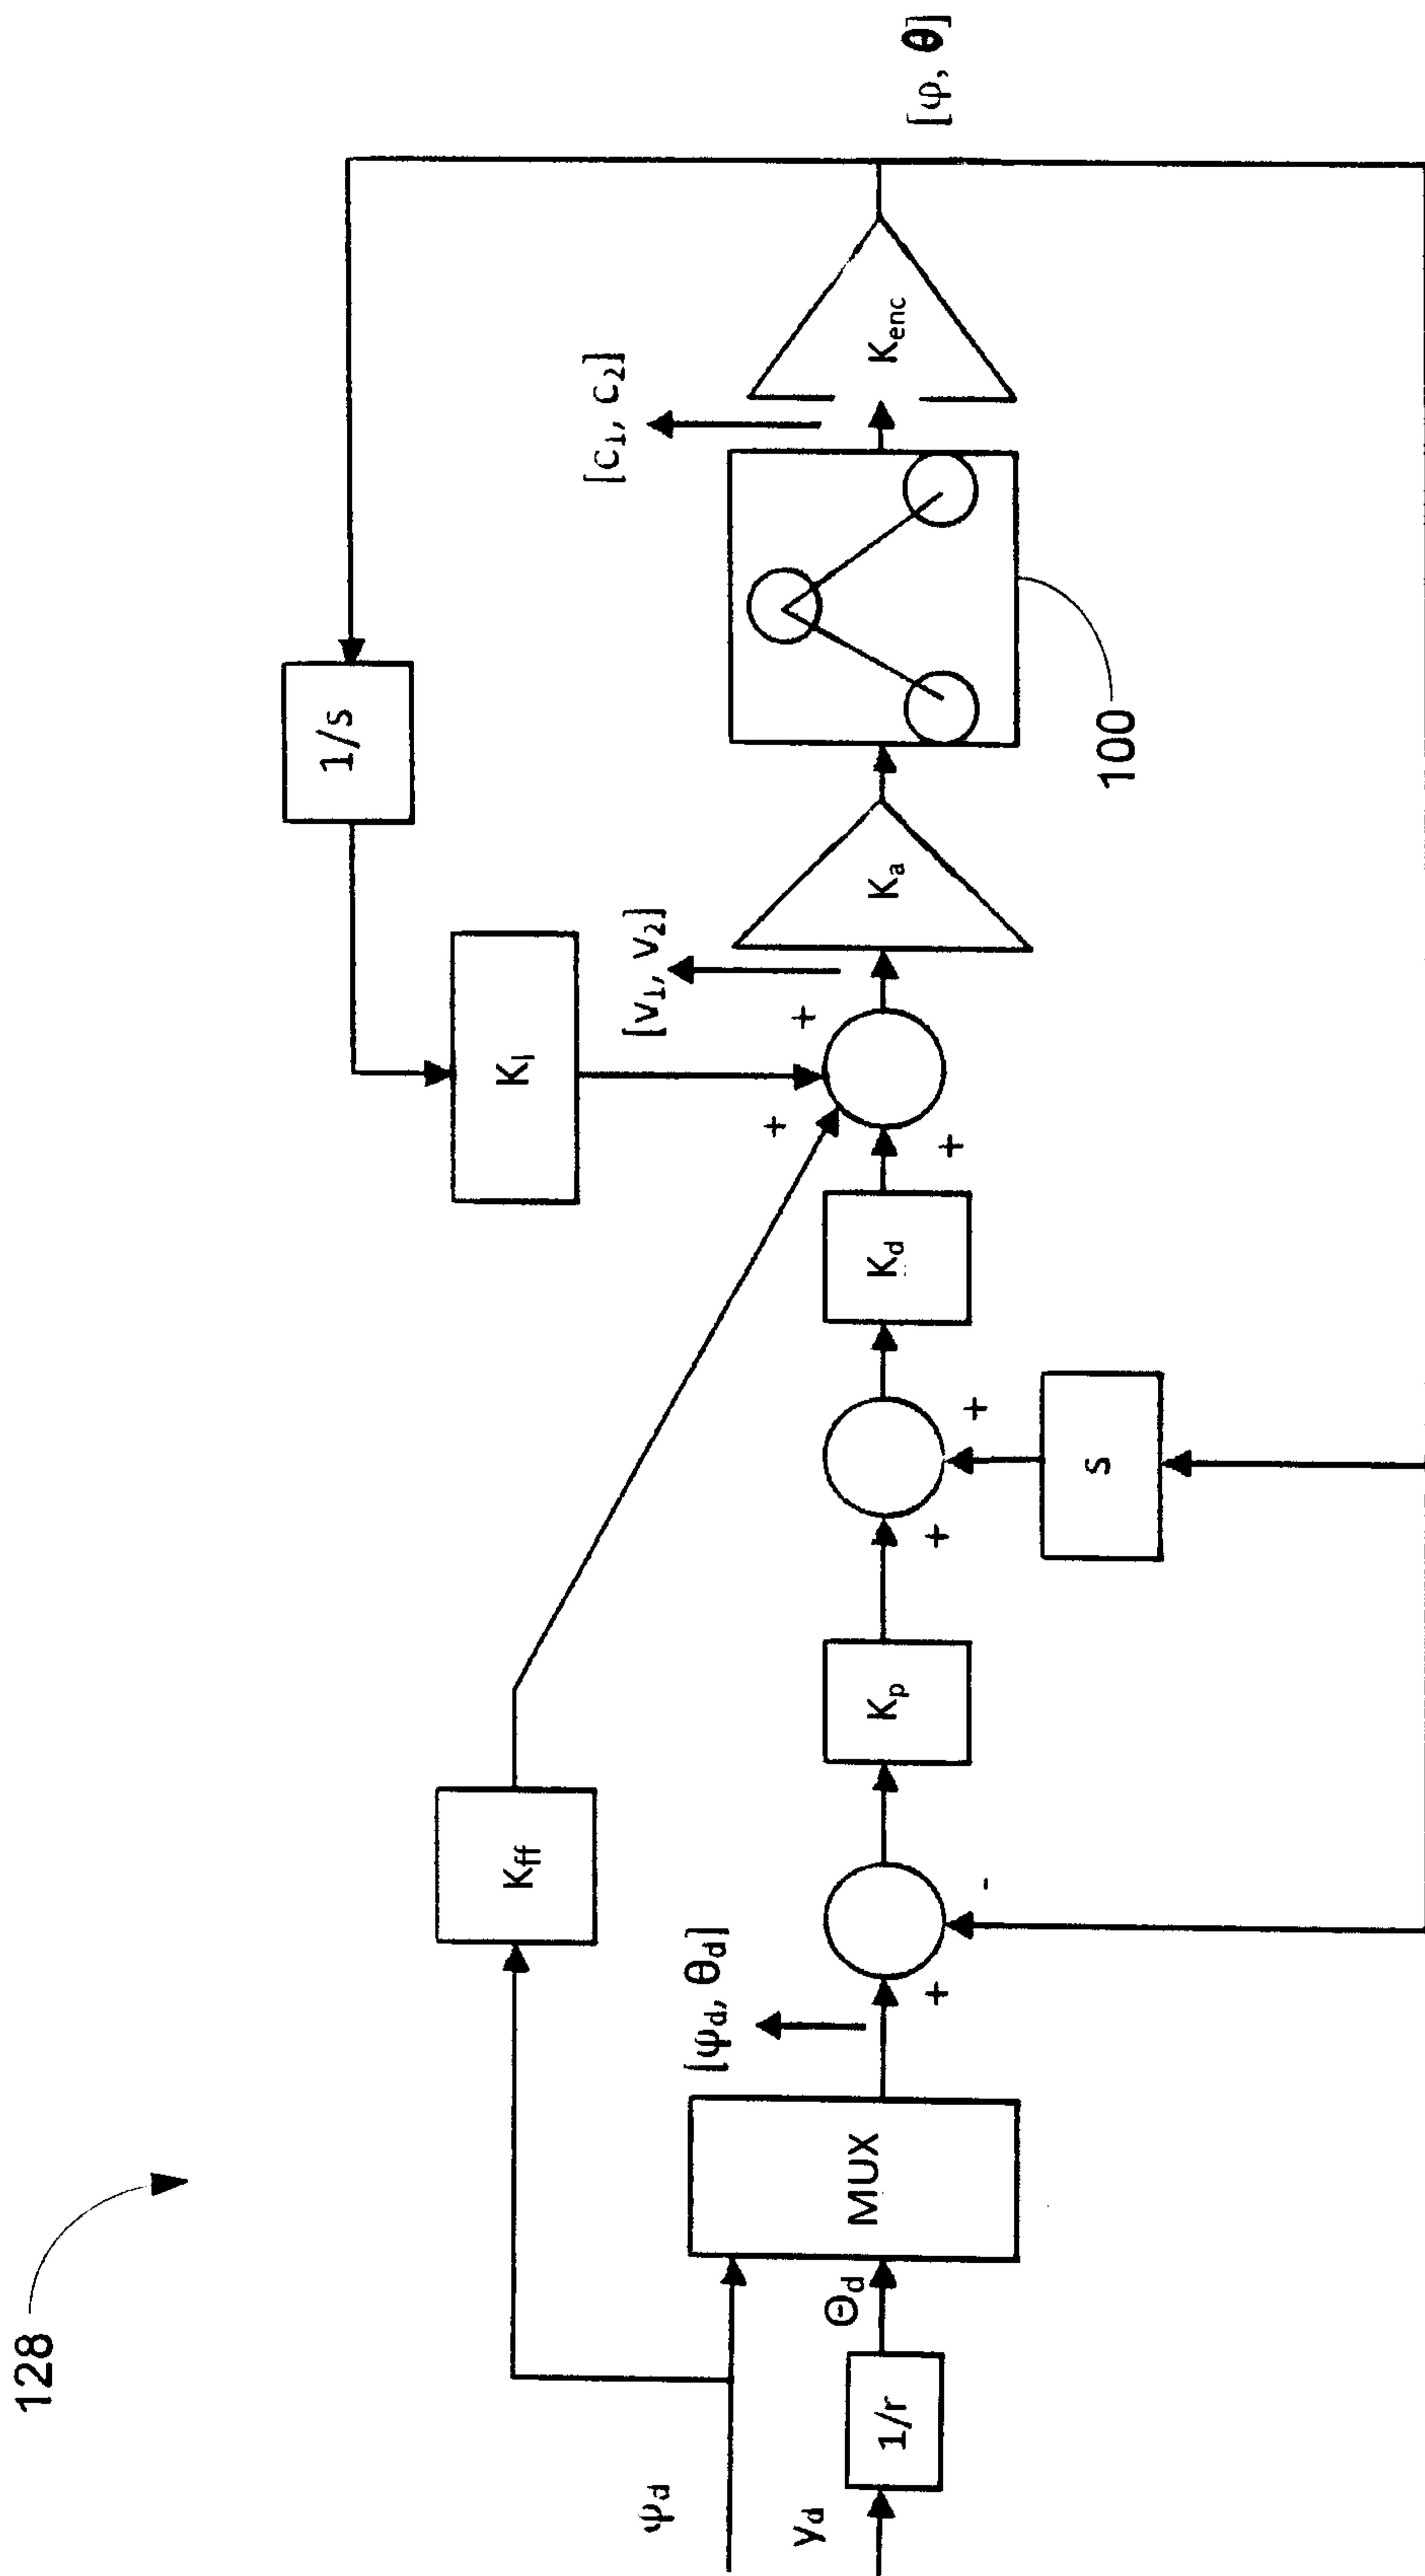 128
φd
yd
1/r
Θd
MUX
[φd, θd]
+
-
Kff
Kp
+
+
s
Kd
+
+
+
KI
[v1, v2]
1/s
Ka
100
[c1, c2]
Kenc
[φ, θ]